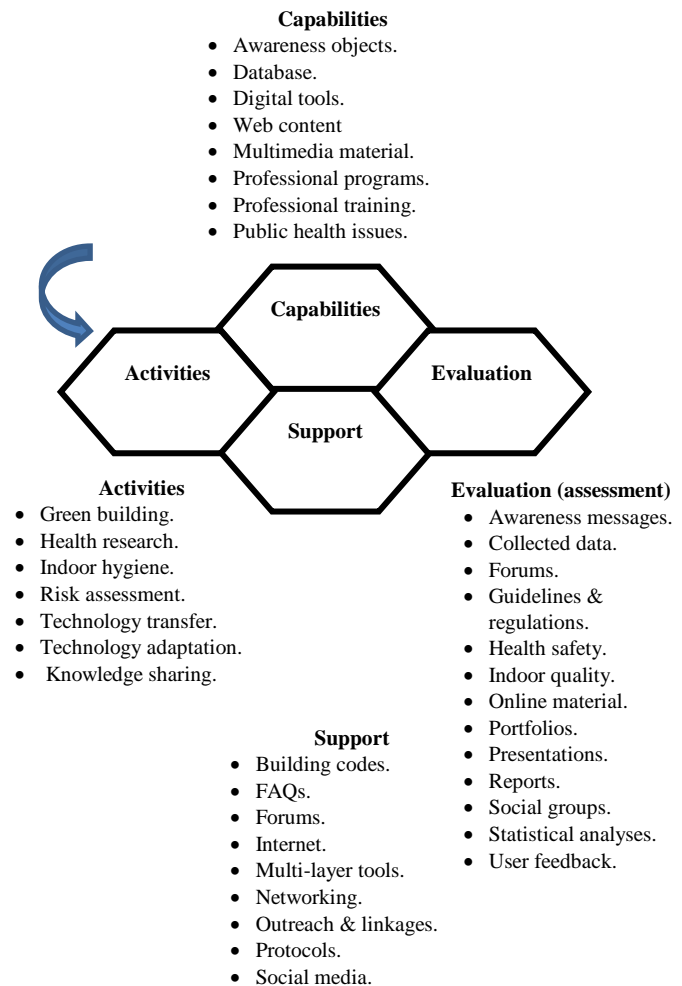 Capabilities
• Awareness objects.
• Database.
• Digital tools.
• Web content
• Multimedia material.
• Professional programs.
• Professional training.
• Public health issues.
Capabilities
Activities
Evaluation
Support
Activities
• Green building.
• Health research.
• Indoor hygiene.
• Risk assessment.
• Technology transfer.
• Technology adaptation.
• Knowledge sharing.
Evaluation (assessment)
• Awareness messages.
• Collected data.
• Forums.
• Guidelines &
regulations.
• Health safety.
• Indoor quality.
• Online material.
• Portfolios.
• Presentations.
• Reports.
• Social groups.
• Statistical analyses.
• User feedback.
Support
• Building codes.
• FAQs.
• Forums.
• Internet.
• Multi-layer tools.
• Networking.
• Outreach & linkages.
• Protocols.
• Social media.